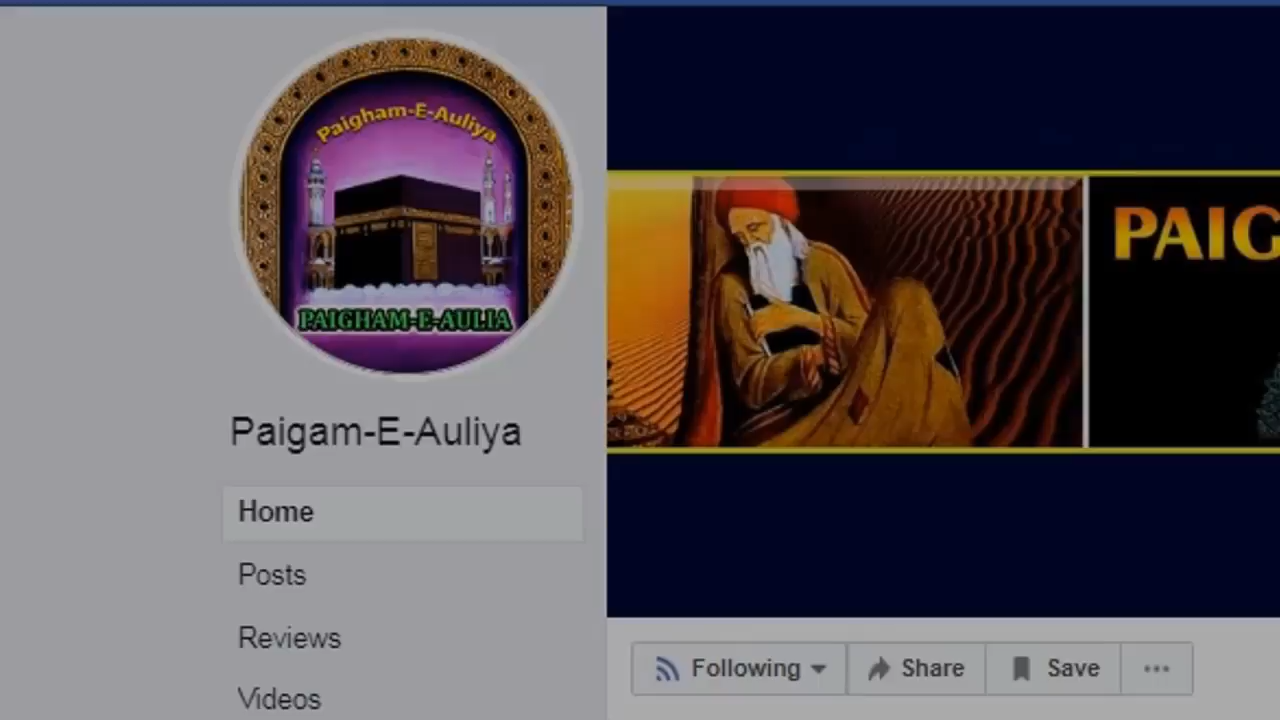 Paigham-E-Auliya
PAIGHAM-E-AULIA
Paigam-E-Auliya
Home
Posts
Reviews
Videos
PAIG
Following
Share
Save